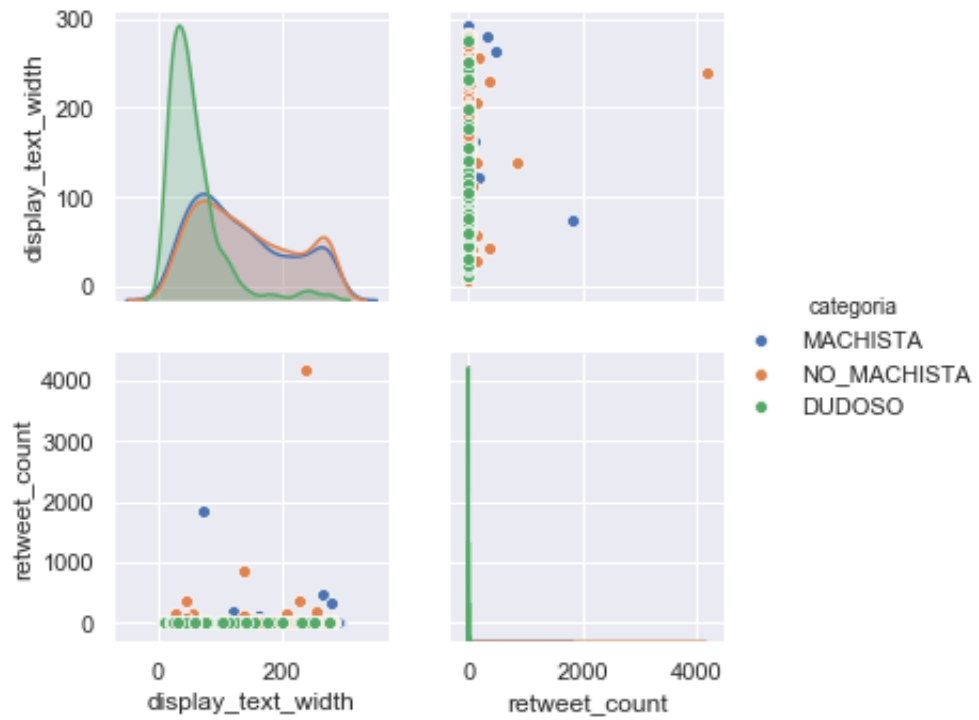 300
200
100
0
display_text_width
categoria
MACHISTA
NO_MACHISTA
DUDOSO
4000
3000
2000
1000
0
retweet_count
0 200
display_text_width
0 2000 4000
retweet_count